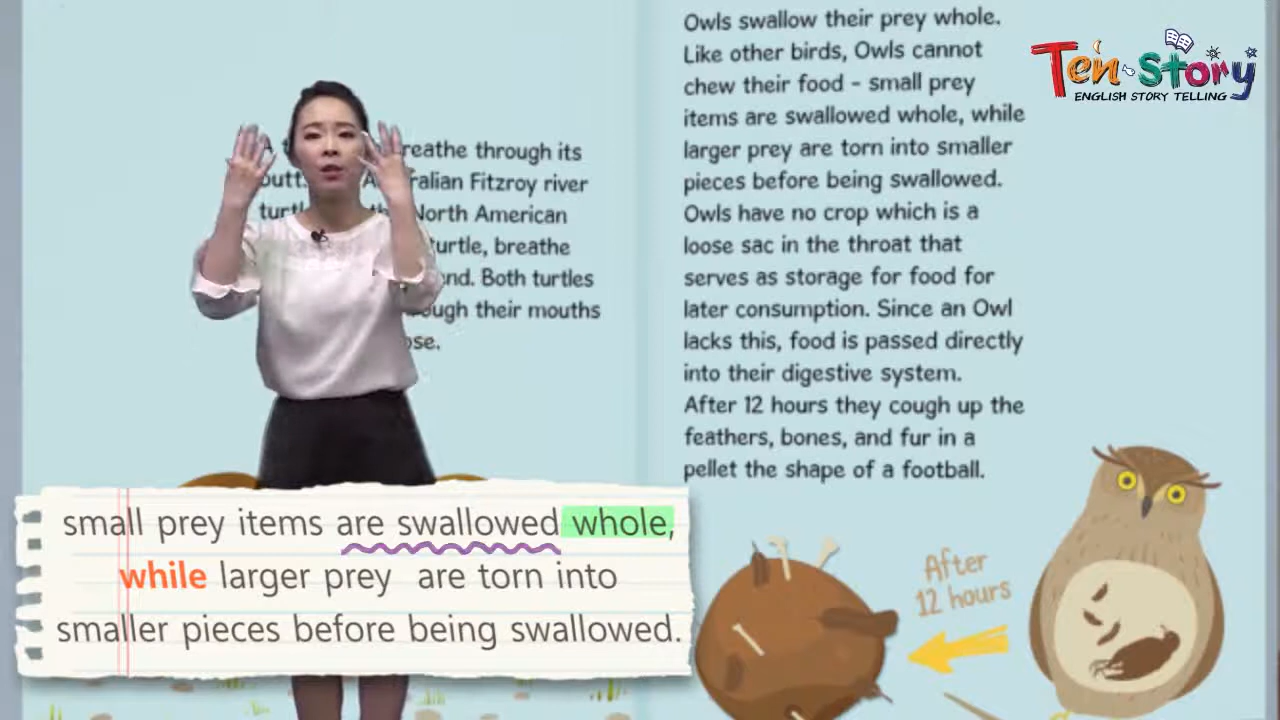 reathe through its
alian Fitzroy river
North American
turtle, breathe
Both turtles
their mouths
Owls swallow their prey whole.
Like other birds, Owls cannot
chew their food - small prey
items are swallowed whole, while
larger prey are torn into smaller
pieces before being swallowed.
Owls have no crop which is a
loose sac in the throat that
serves as storage for food for
later consumption. Since an Owl
lacks this, food is passed directly
into their digestive system.
After 12 hours they cough up the
feathers, bones, and fur in a
pellet the shape of a football.
Ten Story
ENGLISH STORY TELLING
small prey items are swallowed whole,
while larger prey are torn into
smaller pieces before being swallowed.
After
12 hours